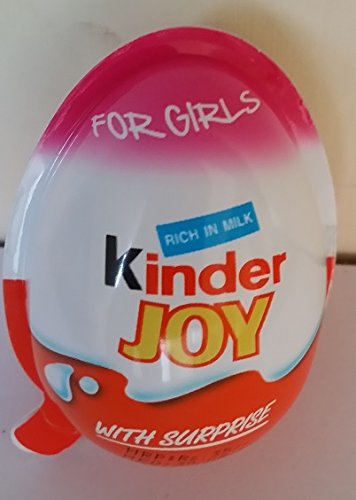 FOR GIRLS
RICH IN MILK
Kinder
JOY
WITH SURPRISE